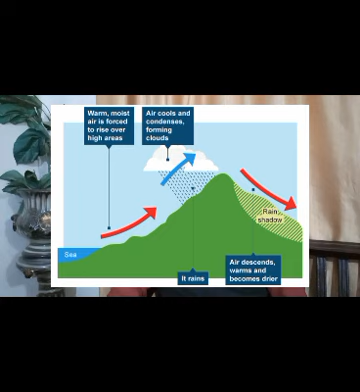 Warm, moist
air is forced
to rise over
high areas
Air cools and
condenses,
forming
clouds
Rain
shadow
Sea
It rains
Air descends,
warms and
becomes drier